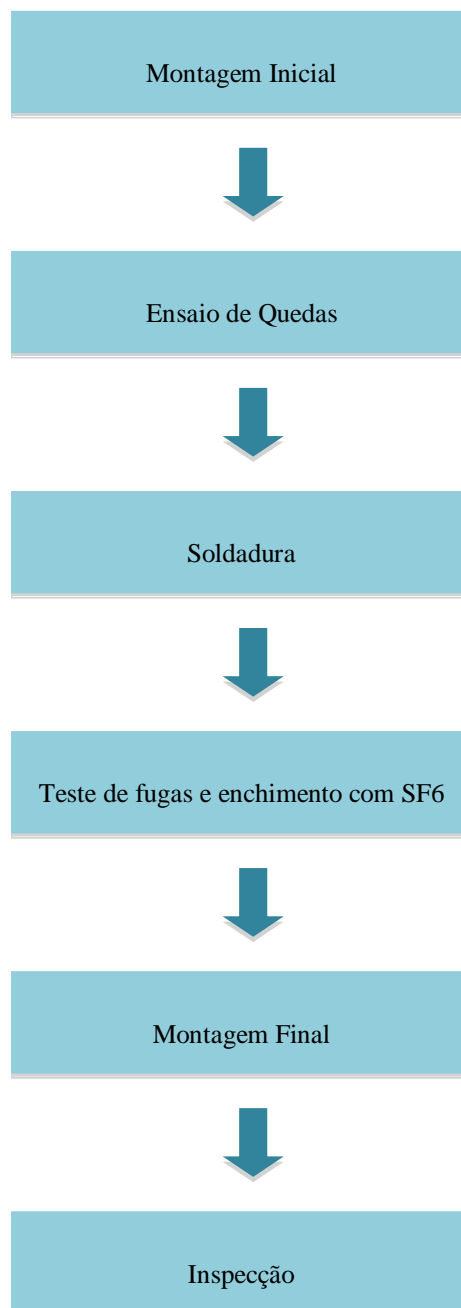 Montagem Inicial
Ensaio de Quedas
Soldadura
Teste de fugas e enchimento com SF6
Montagem Final
Inspecção